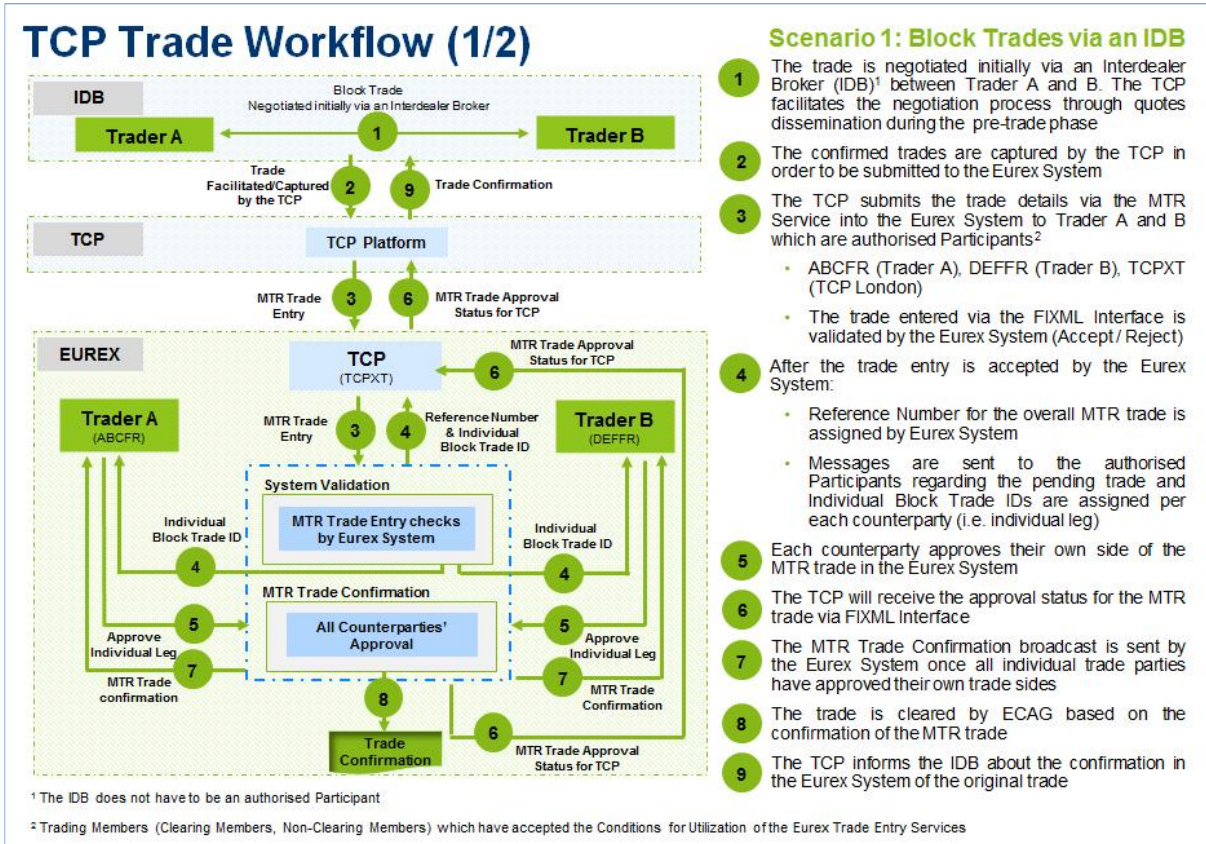 TCP Trade Workflow (1/2)
IDB
Block Trade
Negotiated initially via an Interdealer Broker
Trader A
1
Trader B
Trade
Facilitated/Captured
by the TCP
2
9
Trade Confirmation
TCP
TCP Platform
MTR Trade
Entry
3
6
MTR Trade Approval
Status for TCP
EUREX
TCP
(TCPXT)
MTR Trade Approval
Status for TCP
6
Trader A
(ABCFR)
MTR Trade
Entry
3
4
Reference Number
& Individual
Block Trade ID
Trader B
(DEFFR)
System Validation
MTR Trade Entry checks
by Eurex System
Individual
Block Trade ID
4
Individual
Block Trade ID
4
MTR Trade Confirmation
All Counterparties'
Approval
5
Approve
Individual Leg
5
Approve
Individual Leg
7
MTR Trade
confirmation
7
MTR Trade
Confirmation
8
Trade
Confirmation
6
MTR Trade Approval
Status for TCP
Scenario 1: Block Trades via an IDB
1 The trade is negotiated initially via an Interdealer
Broker (IDB)¹ between Trader A and B. The TCP
facilitates the negotiation process through quotes
dissemination during the pre-trade phase
2 The confirmed trades are captured by the TCP in
order to be submitted to the Eurex System
3 The TCP submits the trade details via the MTR
Service into the Eurex System to Trader A and B
which are authorised Participants²
• ABCFR (Trader A), DEFFR (Trader B), TCPXT
(TCP London)
• The trade entered via the FIXML Interface is
validated by the Eurex System (Accept / Reject)
4 After the trade entry is accepted by the Eurex
System:
• Reference Number for the overall MTR trade is
assigned by Eurex System
• Messages are sent to the authorised
Participants regarding the pending trade and
Individual Block Trade IDs are assigned per
each counterparty (i.e. individual leg)
5 Each counterparty approves their own side of the
MTR trade in the Eurex System
6 The TCP will receive the approval status for the MTR
trade via FIXML Interface
7 The MTR Trade Confirmation broadcast is sent by
the Eurex System once all individual trade parties
have approved their own trade sides
8 The trade is cleared by ECAG based on the
confirmation of the MTR trade
9 The TCP informs the IDB about the confirmation in
the Eurex System of the original trade
¹ The IDB does not have to be an authorised Participant
² Trading Members (Clearing Members, Non-Clearing Members) which have accepted the Conditions for Utilization of the Eurex Trade Entry Services